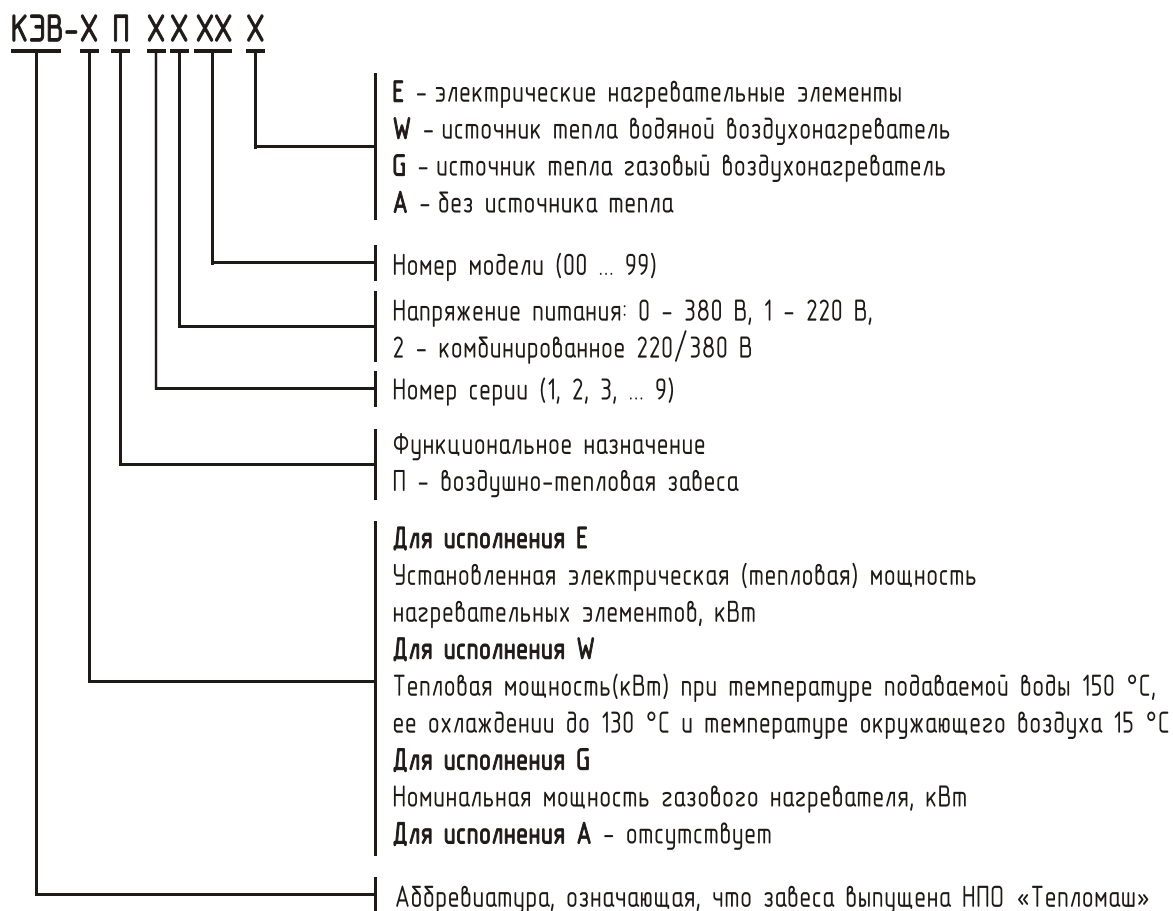 КЭВ-Х П ХХ ХХ Х
Е - электрические нагревательные элементы
W - источник тепла водяной воздухонагреватель
G - источник тепла газовый воздухонагреватель
А - без источника тепла
Номер модели (00 ... 99)
Напряжение питания: 0 - 380 В, 1 - 220 В,
2 - комбинированное 220/380 В
Номер серии (1, 2, 3, ... 9)
Функциональное назначение
П - воздушно-тепловая завеса
Для исполнения Е
Установленная электрическая (тепловая) мощность
нагревательных элементов, кВт
Для исполнения W
Тепловая мощность(кВт) при температуре подаваемой воды 150 °С,
ее охлаждении до 130 °С и температуре окружающего воздуха 15 °С
Для исполнения G
Номинальная мощность газового нагревателя, кВт
Для исполнения А - отсутствует
Аббревиатура, означающая, что завеса выпущена НПО «Тепломаш»